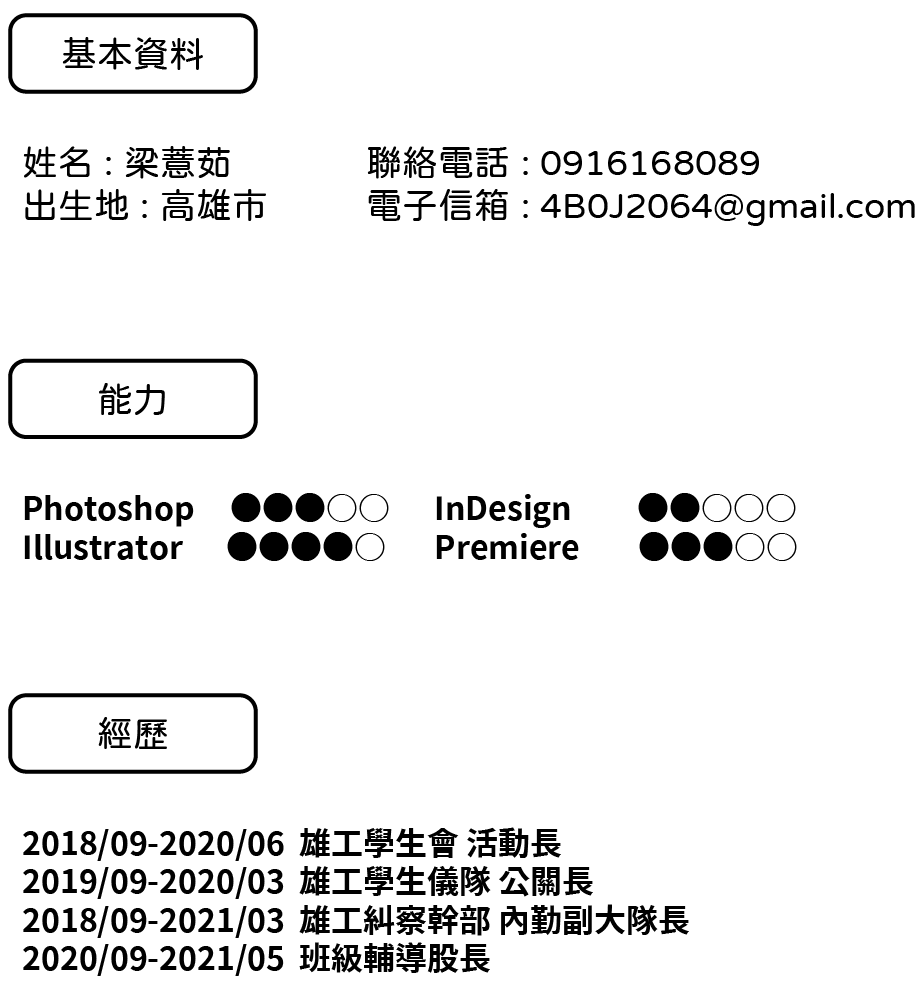 基本資料
姓名 : 梁薏茹 聯絡電話 : 0916168089
出生地 : 高雄市 電子信箱 : 4B0J2064@gmail.com
能力
Photoshop ●●●○○ InDesign ●●○○○
Illustrator ●●●●○ Premiere ●●●○○
經歷
2018/09-2020/06 雄工學生會 活動長
2019/09-2020/03 雄工學生儀隊 公關長
2018/09-2021/03 雄工糾察幹部 內勤副大隊長
2020/09-2021/05 班級輔導股長